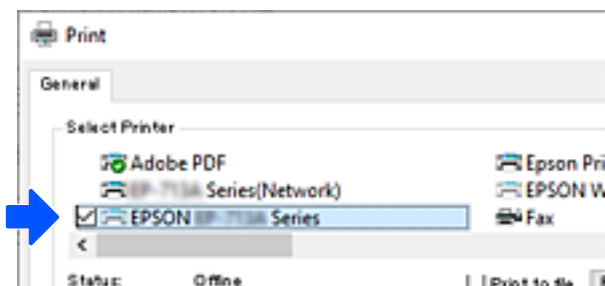 Print
General
Select Printer
Adobe PDF
Epson Pri
Series(Network)
EPSON W
EPSON Series
Fax
Status: Offline
Print to file